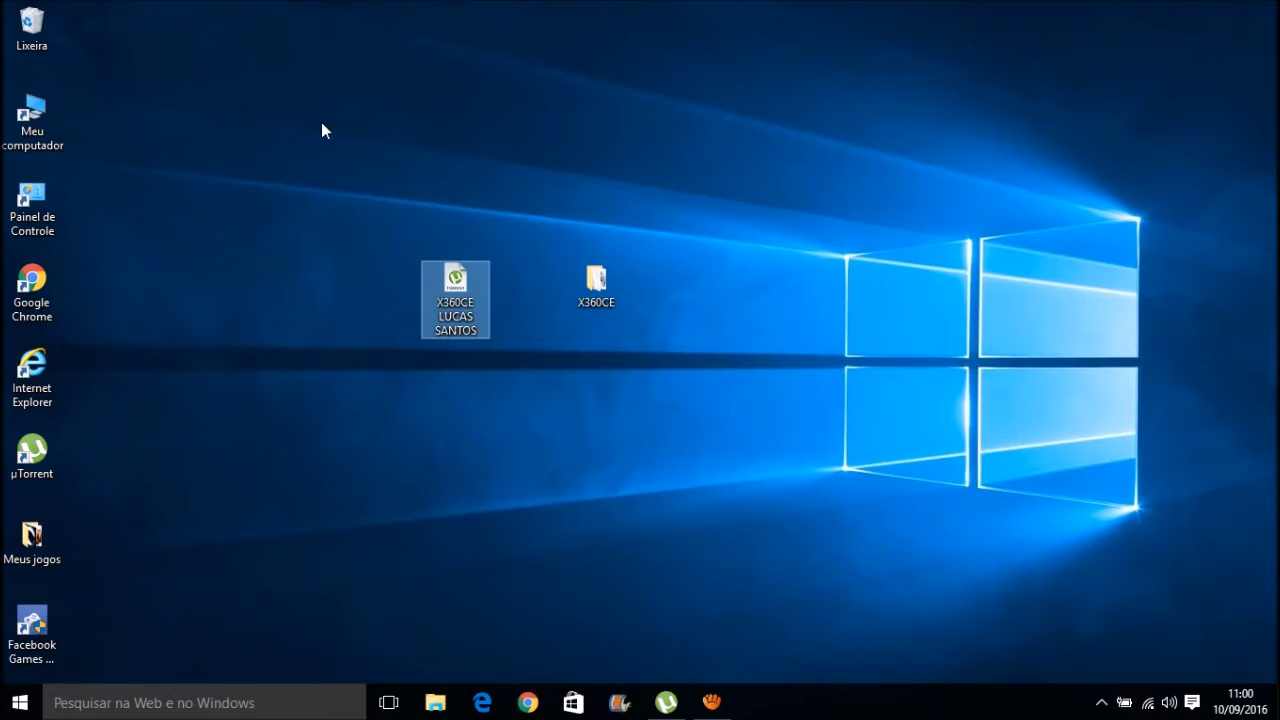 Lixeira
Meu
computador
Painel de
Controle
Google
Chrome
Internet
Explorer
µTorrent
Meus jogos
Facebook
Games ...
TORRENT
X360CE
LUCAS
SANTOS
X360CE
Pesquisar na Web e no Windows
11:00
10/09/2016